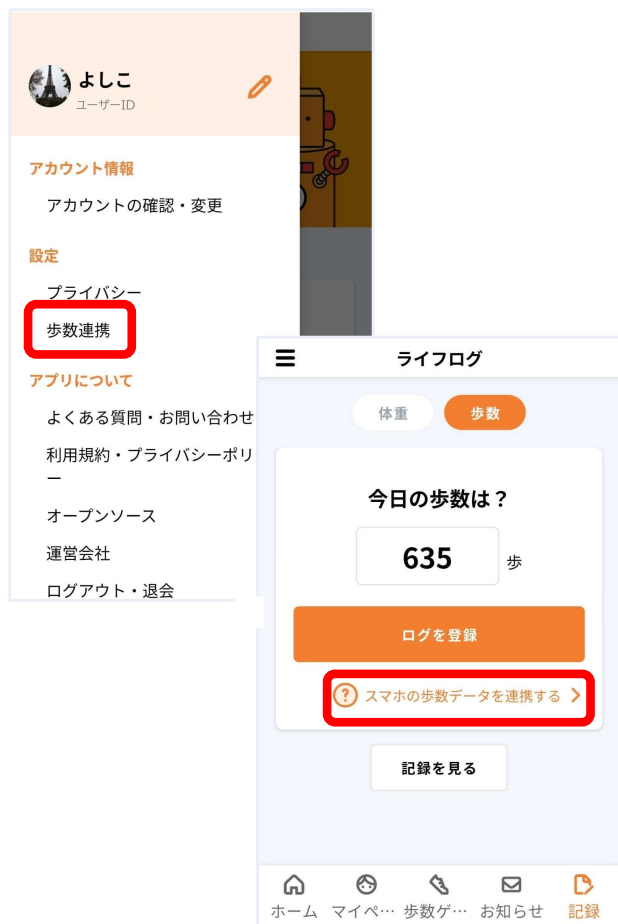 よしこ
ユーザーID
アカウント情報
アカウントの確認・変更
設定
プライバシー
歩数連携
アプリについて
よくある質問・お問い合わせ
利用規約・プライバシーポリ
ー
オープンソース
運営会社
ログアウト・退会
ライフログ
体重 歩数
今日の歩数は？
635 歩
ログを登録
? スマホの歩数データを連携する
記録を見る
ホーム マイペ… 歩数ゲ… お知らせ 記録